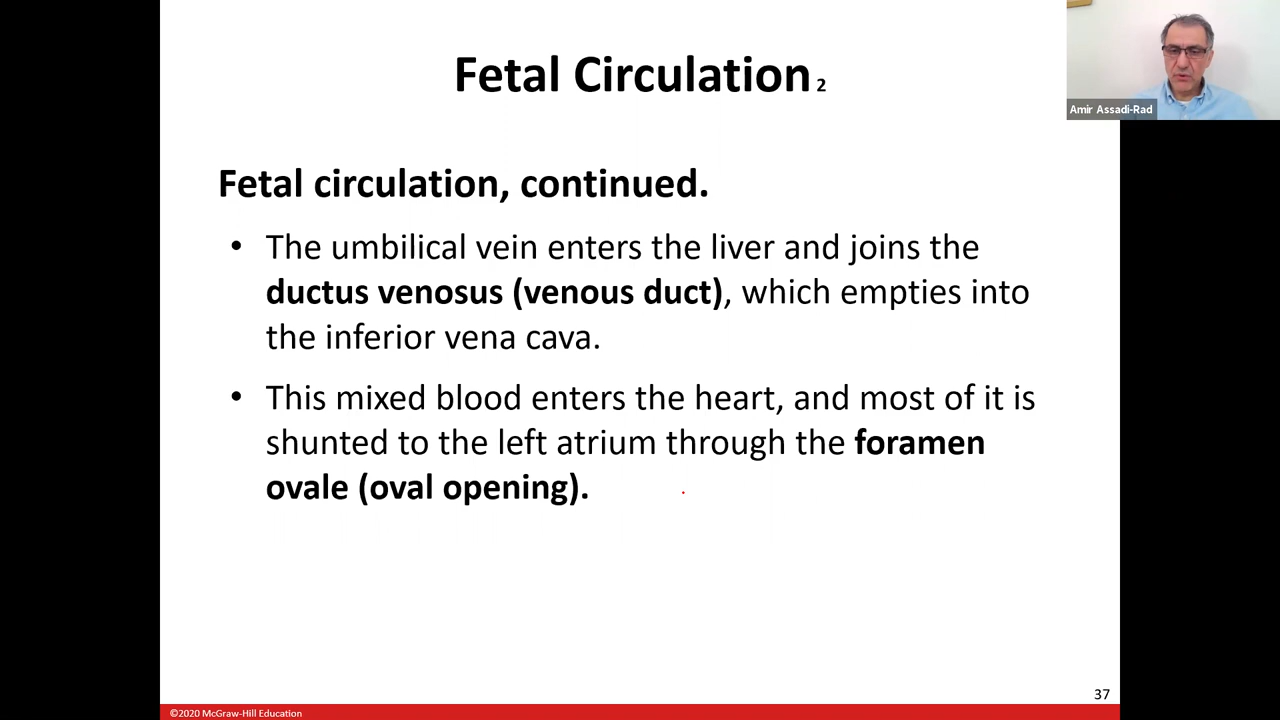 Fetal Circulation 2
Amir Assadi-Rad
Fetal circulation, continued.
• The umbilical vein enters the liver and joins the
ductus venosus (venous duct), which empties into
the inferior vena cava.
• This mixed blood enters the heart, and most of it is
shunted to the left atrium through the foramen
ovale (oval opening).
37
©2020 McGraw-Hill Education